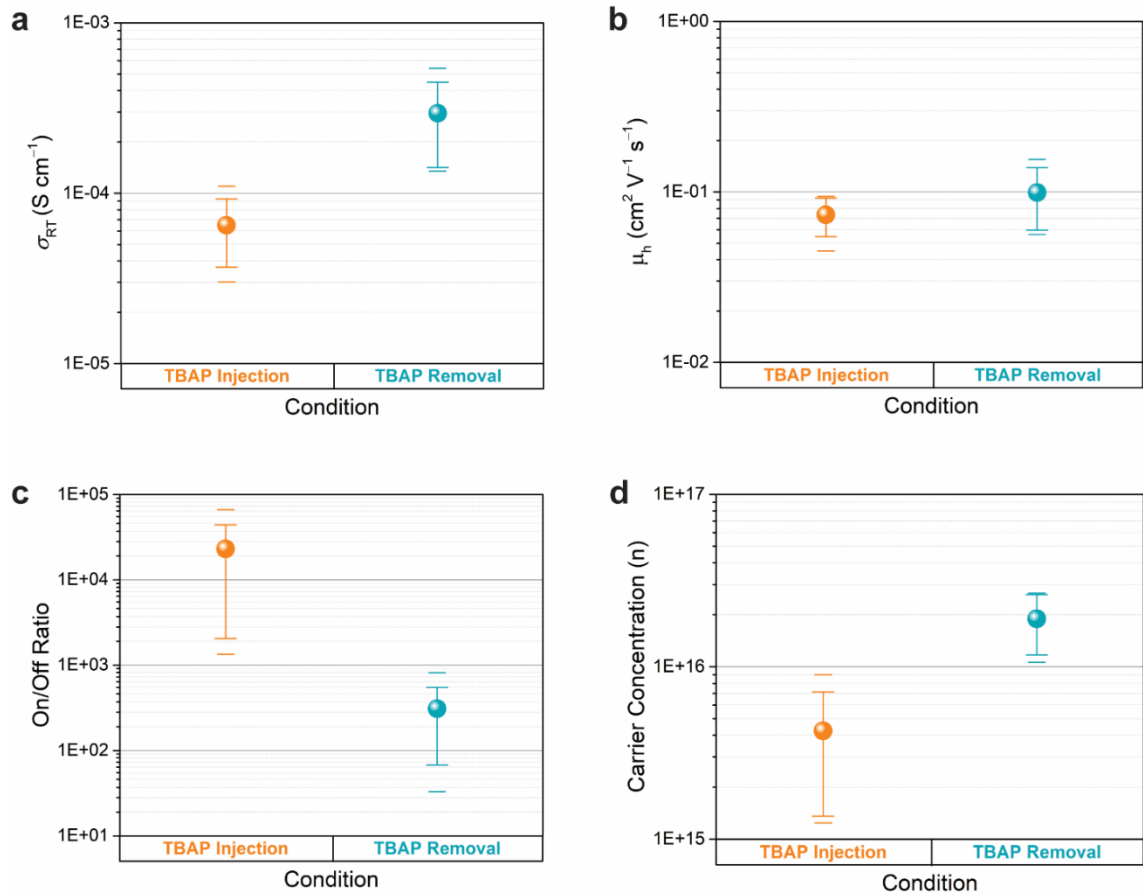 a
1E-03
1E-04
1E-05
σRT (S cm−1)
TBAP Injection
TBAP Removal
Condition
b
1E+00
1E-01
1E-02
μh (cm2 V−1 s−1)
TBAP Injection
TBAP Removal
Condition
c
1E+05
1E+04
1E+03
1E+02
1E+01
On/Off Ratio
TBAP Injection
TBAP Removal
Condition
d
1E+17
1E+16
1E+15
Carrier Concentration (n)
TBAP Injection
TBAP Removal
Condition